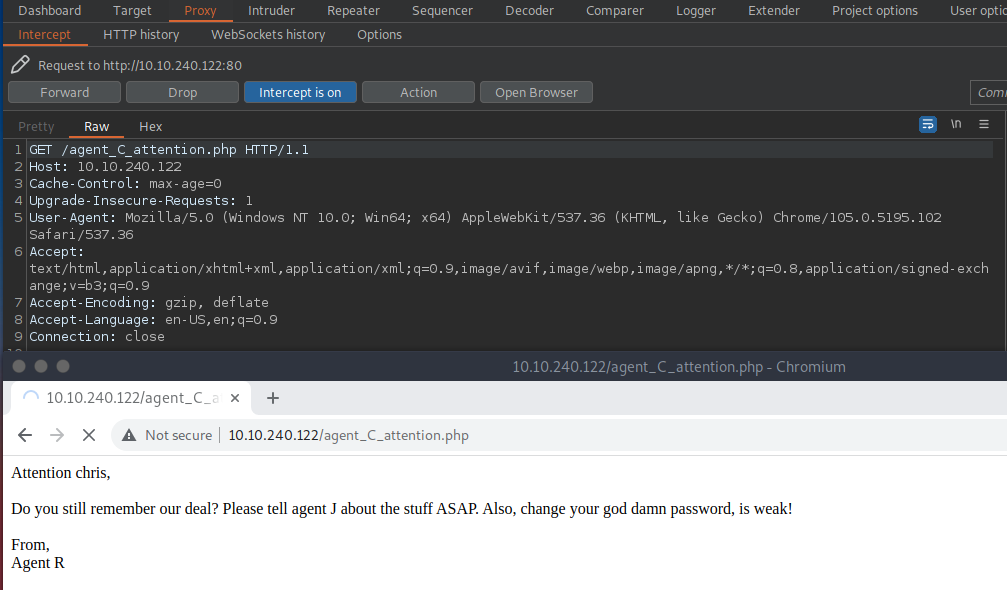 Dashboard Target Proxy Intruder Repeater Sequencer Decoder Comparer Logger Extender Project options User optio
Intercept HTTP history WebSockets history Options
Request to http://10.10.240.122:80
Forward Drop Intercept is on Action Open Browser Com
Pretty Raw Hex \n
1 GET /agent_C_attention.php HTTP/1.1
2 Host: 10.10.240.122
3 Cache-Control: max-age=0
4 Upgrade-Insecure-Requests: 1
5 User-Agent: Mozilla/5.0 (Windows NT 10.0; Win64; x64) AppleWebKit/537.36 (KHTML, like Gecko) Chrome/105.0.5195.102
Safari/537.36
6 Accept:
text/html,application/xhtml+xml,application/xml;q=0.9,image/avif,image/webp,image/apng,*/*;q=0.8,application/signed-exch
ange;v=b3;q=0.9
7 Accept-Encoding: gzip, deflate
8 Accept-Language: en-US,en;q=0.9
9 Connection: close
10.10.240.122/agent_C_attention.php - Chromium
10.10.240.122/agent_C_a
Not secure 10.10.240.122/agent_C_attention.php
Attention chris,
Do you still remember our deal? Please tell agent J about the stuff ASAP. Also, change your god damn password, is weak!
From,
Agent R